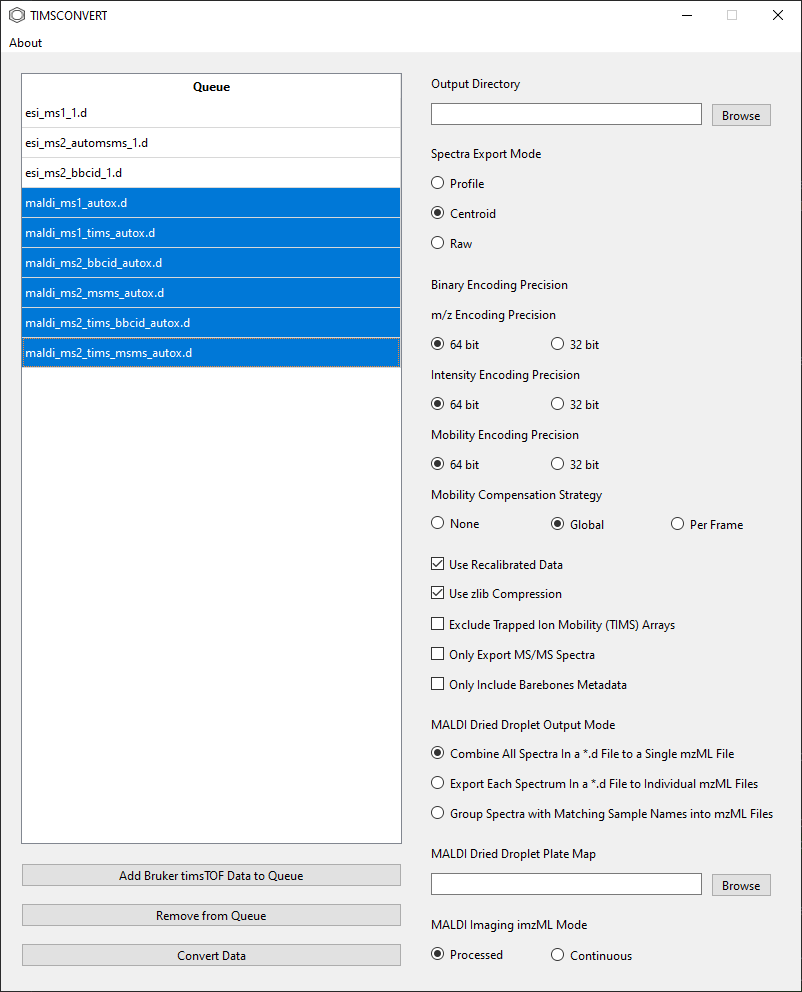 TIMSCONVERT
About
Queue
esi_ms1_1.d
esi_ms2_automsms_1.d
esi_ms2_bbcid_1.d
maldi_ms1_autox.d
maldi_ms1_tims_autox.d
maldi_ms2_bbcid_autox.d
maldi_ms2_msms_autox.d
maldi_ms2_tims_bbcid_autox.d
maldi_ms2_tims_msms_autox.d
Add Bruker timsTOF Data to Queue
Remove from Queue
Convert Data
Output Directory
Browse
Spectra Export Mode
Profile
Centroid
Raw
Binary Encoding Precision
m/z Encoding Precision
64 bit 32 bit
Intensity Encoding Precision
64 bit 32 bit
Mobility Encoding Precision
64 bit 32 bit
Mobility Compensation Strategy
None Global Per Frame
Use Recalibrated Data
Use zlib Compression
Exclude Trapped Ion Mobility (TIMS) Arrays
Only Export MS/MS Spectra
Only Include Barebones Metadata
MALDI Dried Droplet Output Mode
Combine All Spectra In a *.d File to a Single mzML File
Export Each Spectrum In a *.d File to Individual mzML Files
Group Spectra with Matching Sample Names into mzML Files
MALDI Dried Droplet Plate Map
Browse
MALDI Imaging imzML Mode
Processed Continuous